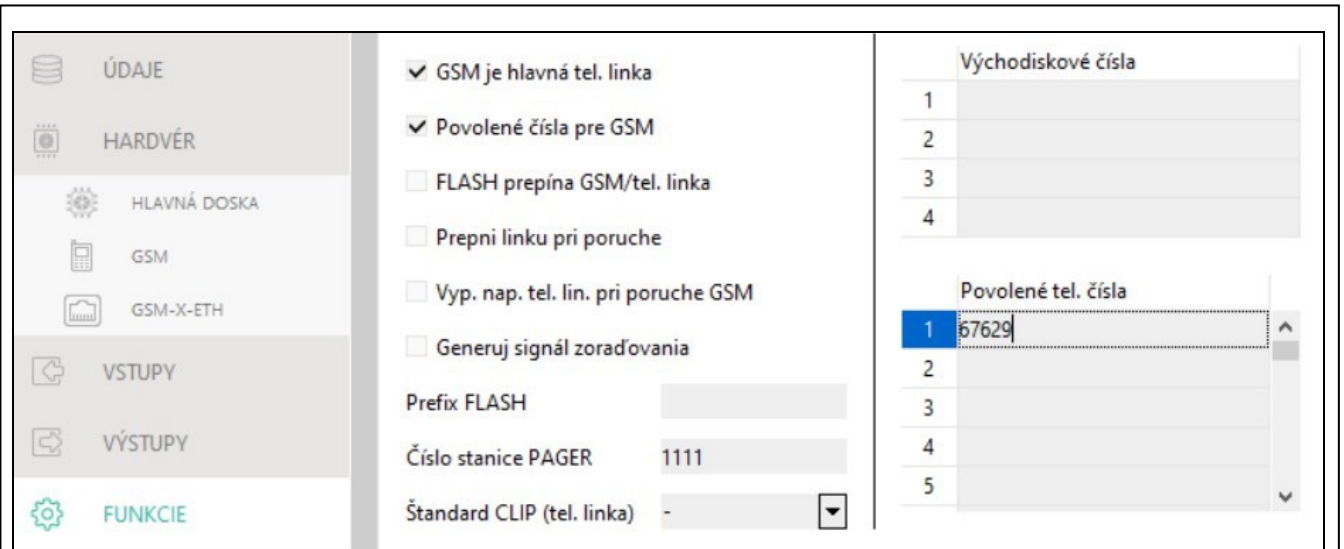 ÚDAJE
HARDVÉR
HLAVNÁ DOSKA
GSM
GSM-X-ETH
VSTUPY
VÝSTUPY
FUNKCIE
GSM je hlavná tel. linka
Povolené čísla pre GSM
FLASH prepína GSM/tel. linka
Prepni linku pri poruche
Vyp. nap. tel. lin. pri poruche GSM
Generuj signál zoraďovania
Prefix FLASH
Číslo stanice PAGER 1111
Štandard CLIP (tel. linka) -
Východiskové čísla
1
2
3
4
Povolené tel. čísla
1 67629
2
3
4
5